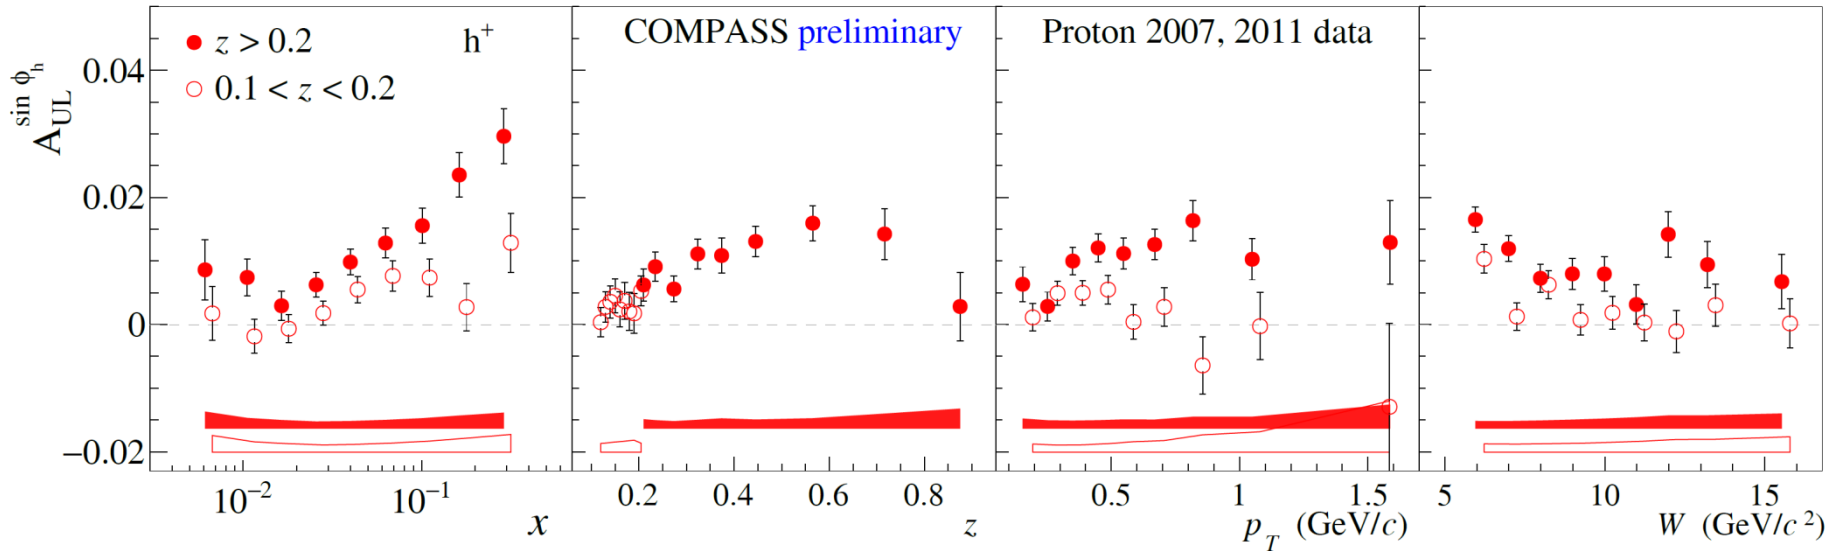 A_UL^{sin ϕ_h}
z > 0.2 h⁺
0.1 < z < 0.2
COMPASS preliminary
Proton 2007, 2011 data
0.04
0.02
0
−0.02
10⁻² 10⁻¹
x
0.2 0.4 0.6 0.8
z
0.5 1 1.5
p_T (GeV/c)
5 10 15
W (GeV/c²)